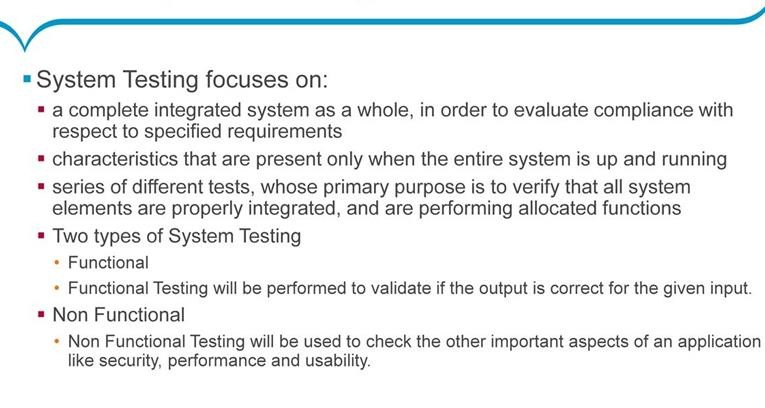 System Testing focuses on:
a complete integrated system as a whole, in order to evaluate compliance with
respect to specified requirements
characteristics that are present only when the entire system is up and running
series of different tests, whose primary purpose is to verify that all system
elements are properly integrated, and are performing allocated functions
Two types of System Testing
Functional
Functional Testing will be performed to validate if the output is correct for the given input.
Non Functional
Non Functional Testing will be used to check the other important aspects of an application
like security, performance and usability.